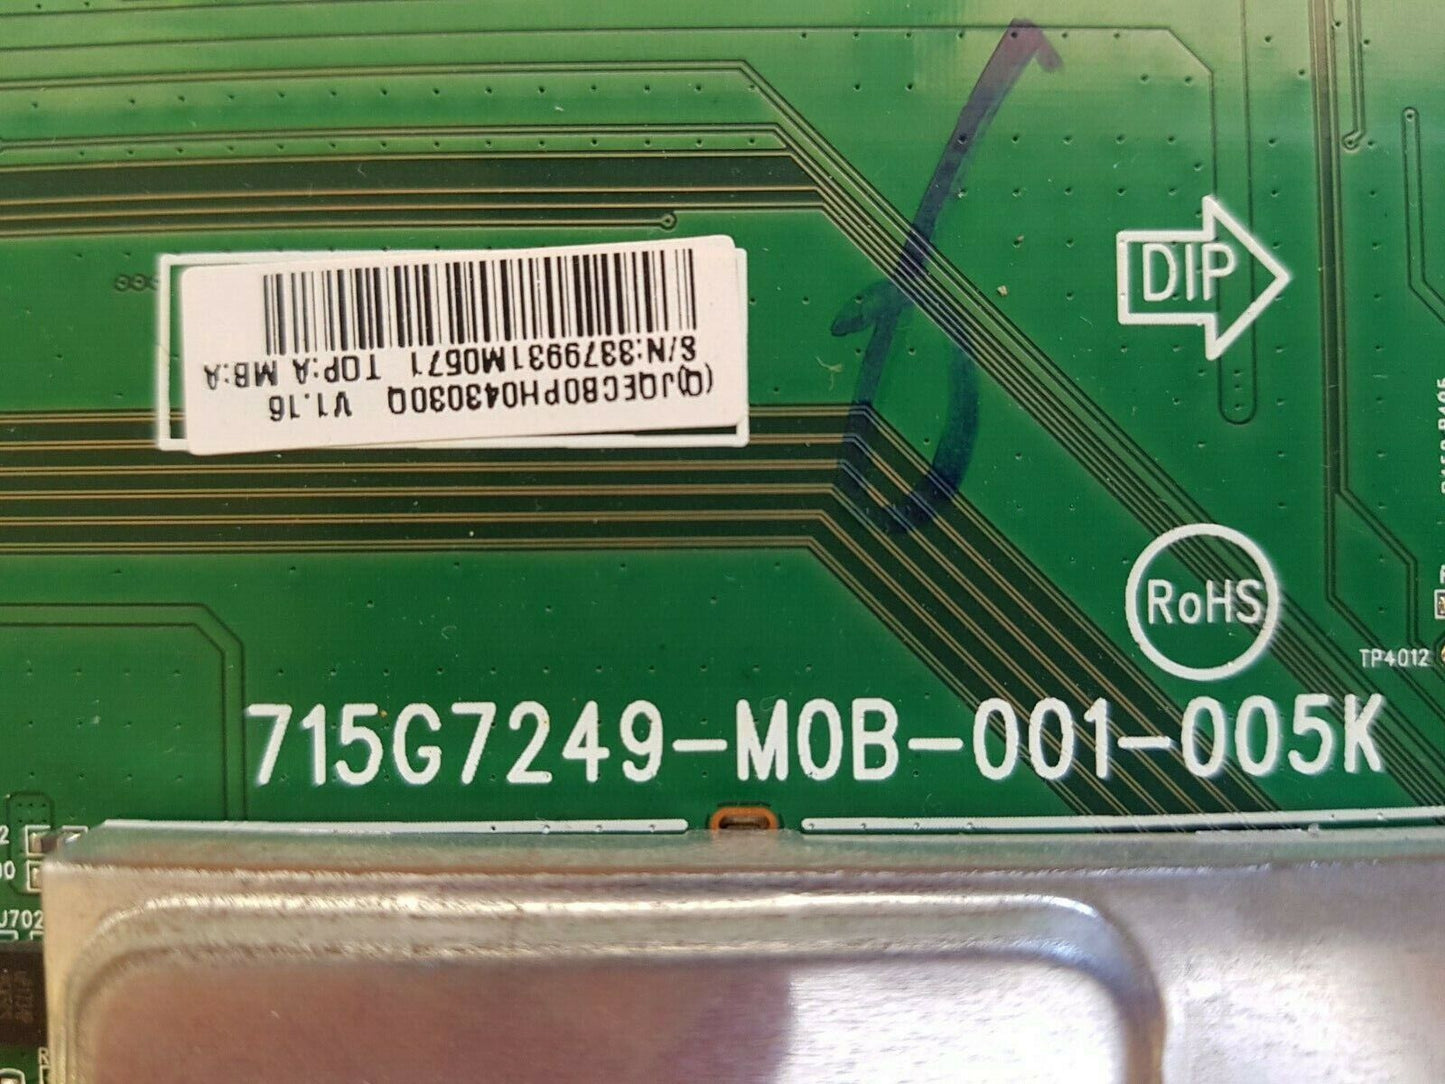 DIP
(Q)JQECB0PH043030Q V1.16
S/N:3379931M0571 TOP:A MB:A
RoHS
TP4012
715G7249-M0B-001-005K